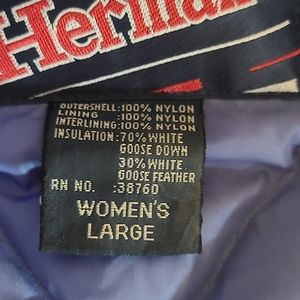 Herman
OUTERSHELL:100% NYLON
LINING :100% NYLON
INTERLINING:100% NYLON
INSULATION:70% WHITE
GOOSE DOWN
30% WHITE
GOOSE FEATHER
RN NO. :38760
WOMEN'S
LARGE